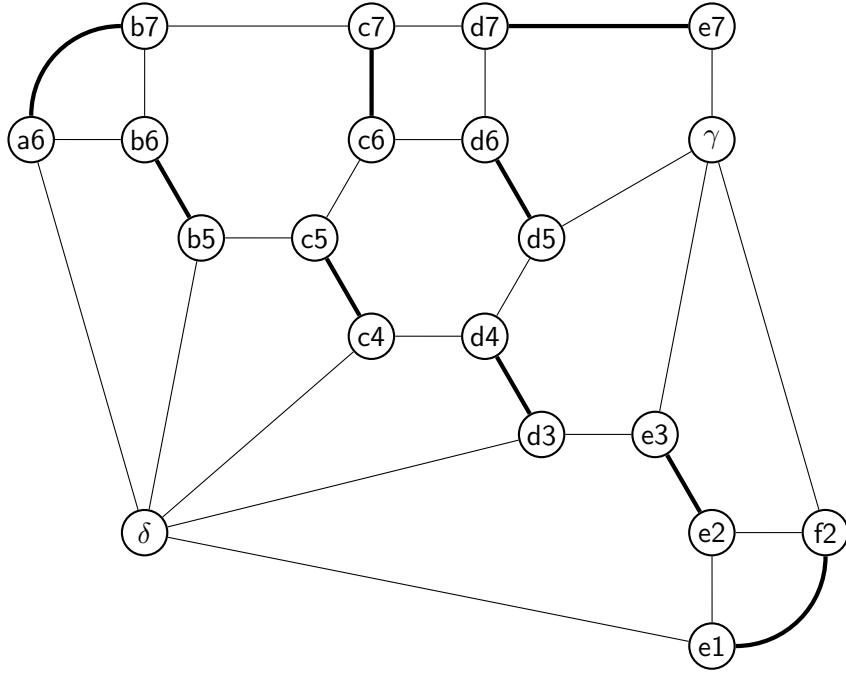 b7 c7 d7 e7
a6 b6 c6 d6 γ
b5 c5 d5
c4 d4
d3 e3
δ e2 f2
e1